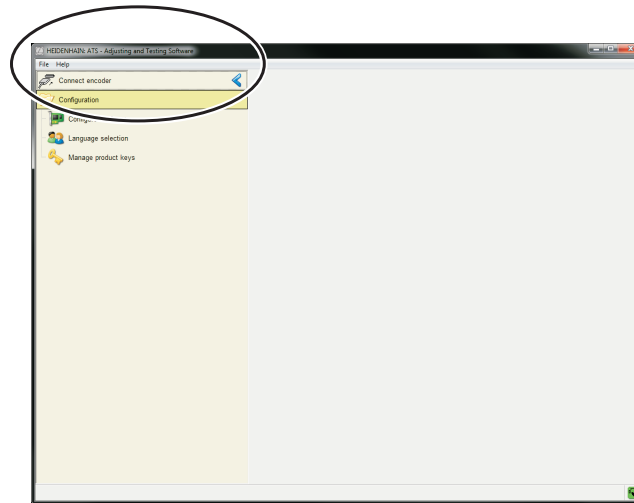 HEIDENHAIN: ATS - Adjusting and Testing Software
File Help
Connect encoder
Configuration
Language selection
Manage product keys